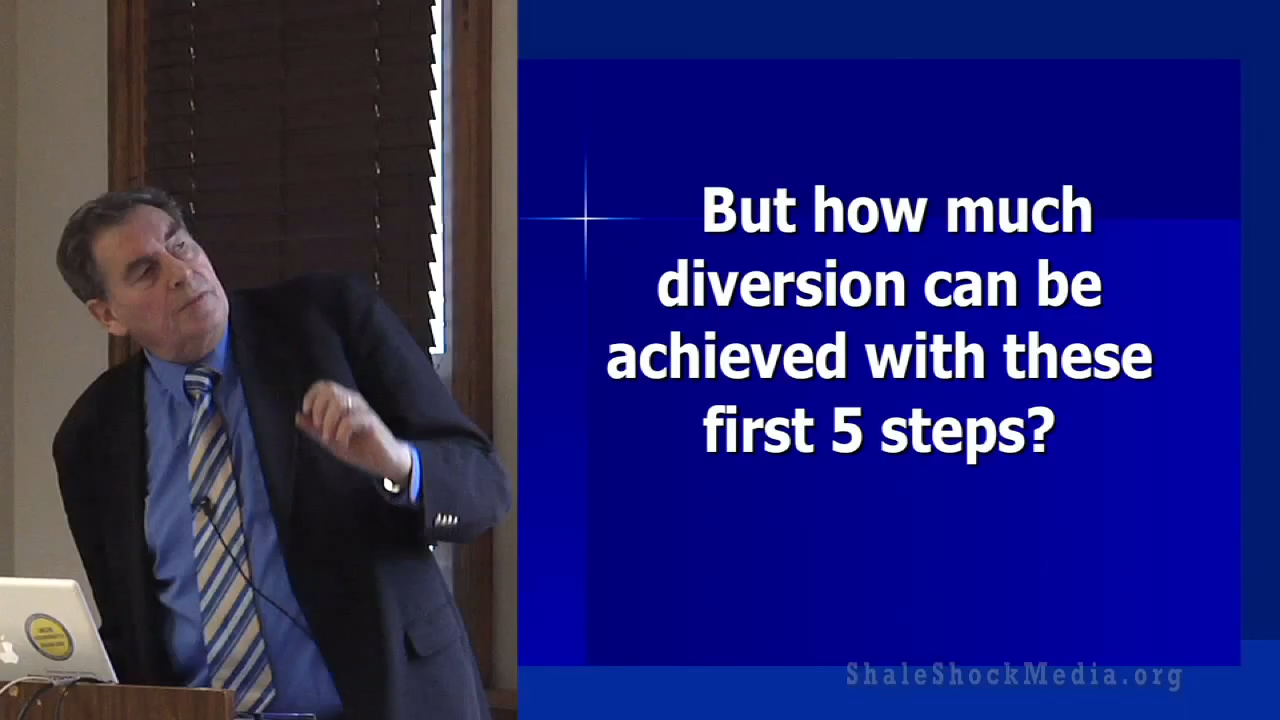 But how much
diversion can be
achieved with these
first 5 steps?
ShaleShockMedia.org